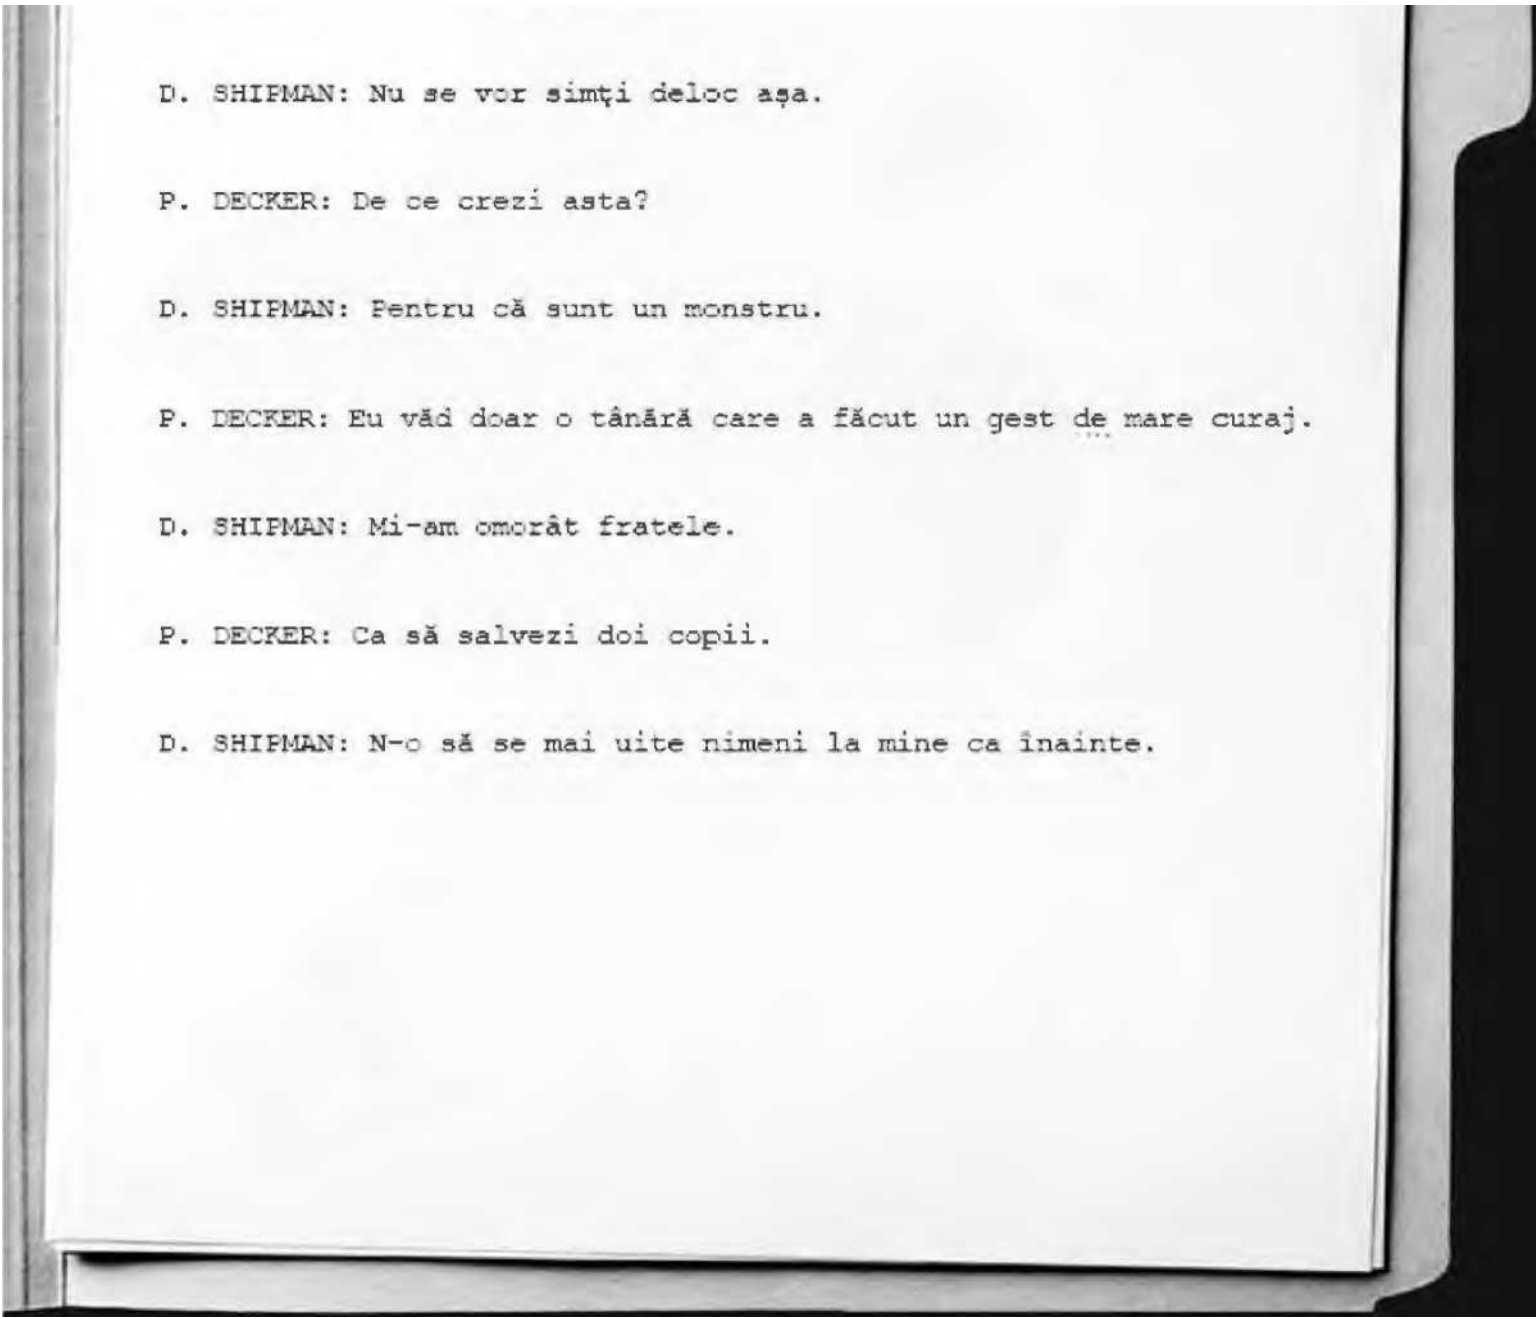 D. SHIPMAN: Nu se vor simți deloc așa.
P. DECKER: De ce crezi asta?
D. SHIPMAN: Pentru că sunt un monstru.
P. DECKER: Eu văd doar o tânără care a făcut un gest de mare curaj.
D. SHIPMAN: Mi-am omorât fratele.
P. DECKER: Ca să salvezi doi copii.
D. SHIPMAN: N-o să se mai uite nimeni la mine ca înainte.